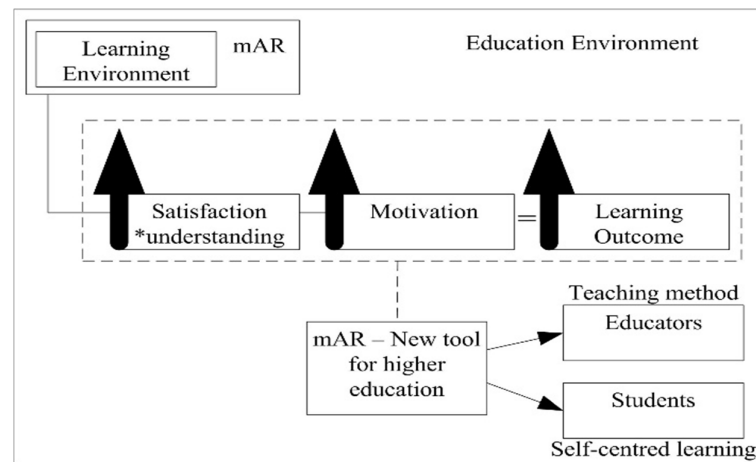 Learning
Environment
mAR
Education Environment
Satisfaction
*understanding
Motivation
=
Learning
Outcome
mAR – New tool
for higher
education
Teaching method
Educators
Students
Self-centred learning